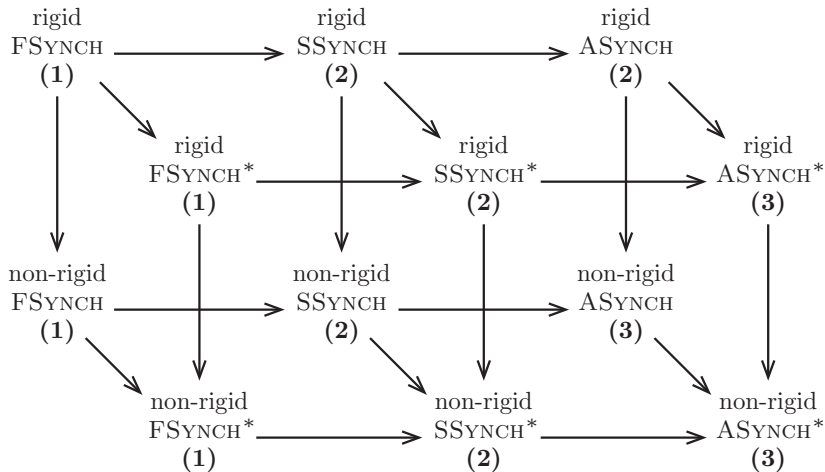 rigid rigid rigid
FSYNCH SSYNCH ASYNCH
(1) (2) (2)
rigid rigid rigid
FSYNCH* SSYNCH* ASYNCH*
(1) (2) (3)
non-rigid non-rigid non-rigid
FSYNCH SSYNCH ASYNCH
(1) (2) (3)
non-rigid non-rigid non-rigid
FSYNCH* SSYNCH* ASYNCH*
(1) (2) (3)